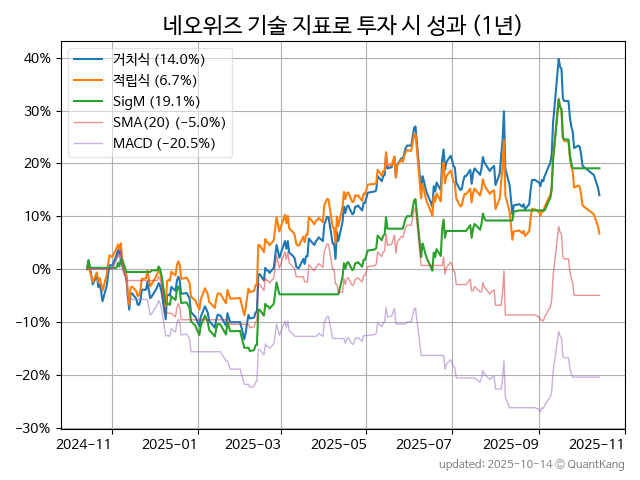 네오위즈 기술 지표로 투자 시 성과 (1년)
거치식 (14.0%)
적립식 (6.7%)
SigM (19.1%)
SMA(20) (−5.0%)
MACD (−20.5%)
40%
30%
20%
10%
0%
−10%
−20%
−30%
2024−11
2025−01
2025−03
2025−05
2025−07
2025−09
2025−11
updated: 2025-10-14 © QuantKang